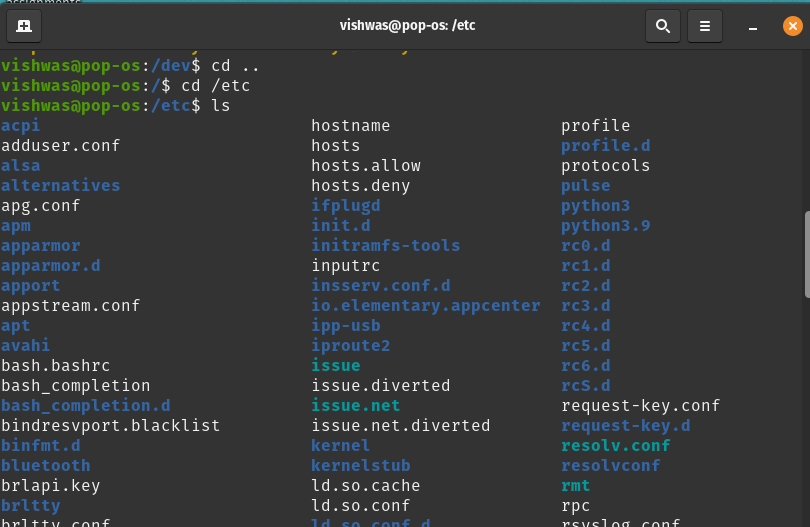 vishwas@pop-os: /etc
vishwas@pop-os:/dev$ cd ..
vishwas@pop-os:/$ cd /etc
vishwas@pop-os:/etc$ ls
acpi hostname profile
adduser.conf hosts profile.d
alsa hosts.allow protocols
alternatives hosts.deny pulse
apg.conf ifplugd python3
apm init.d python3.9
apparmor initramfs-tools rc0.d
apparmor.d inputrc rc1.d
apport insserv.conf.d rc2.d
appstream.conf io.elementary.appcenter rc3.d
apt ipp-usb rc4.d
avahi iproute2 rc5.d
bash.bashrc issue rc6.d
bash_completion issue.diverted rcS.d
bash_completion.d issue.net request-key.conf
bindresvport.blacklist issue.net.diverted request-key.d
binfmt.d kernel resolv.conf
bluetooth kernelstub resolvconf
brlapi.key ld.so.cache rmt
brltty ld.so.conf rpc
brltty.conf ld.so.conf.d rsyslog.conf